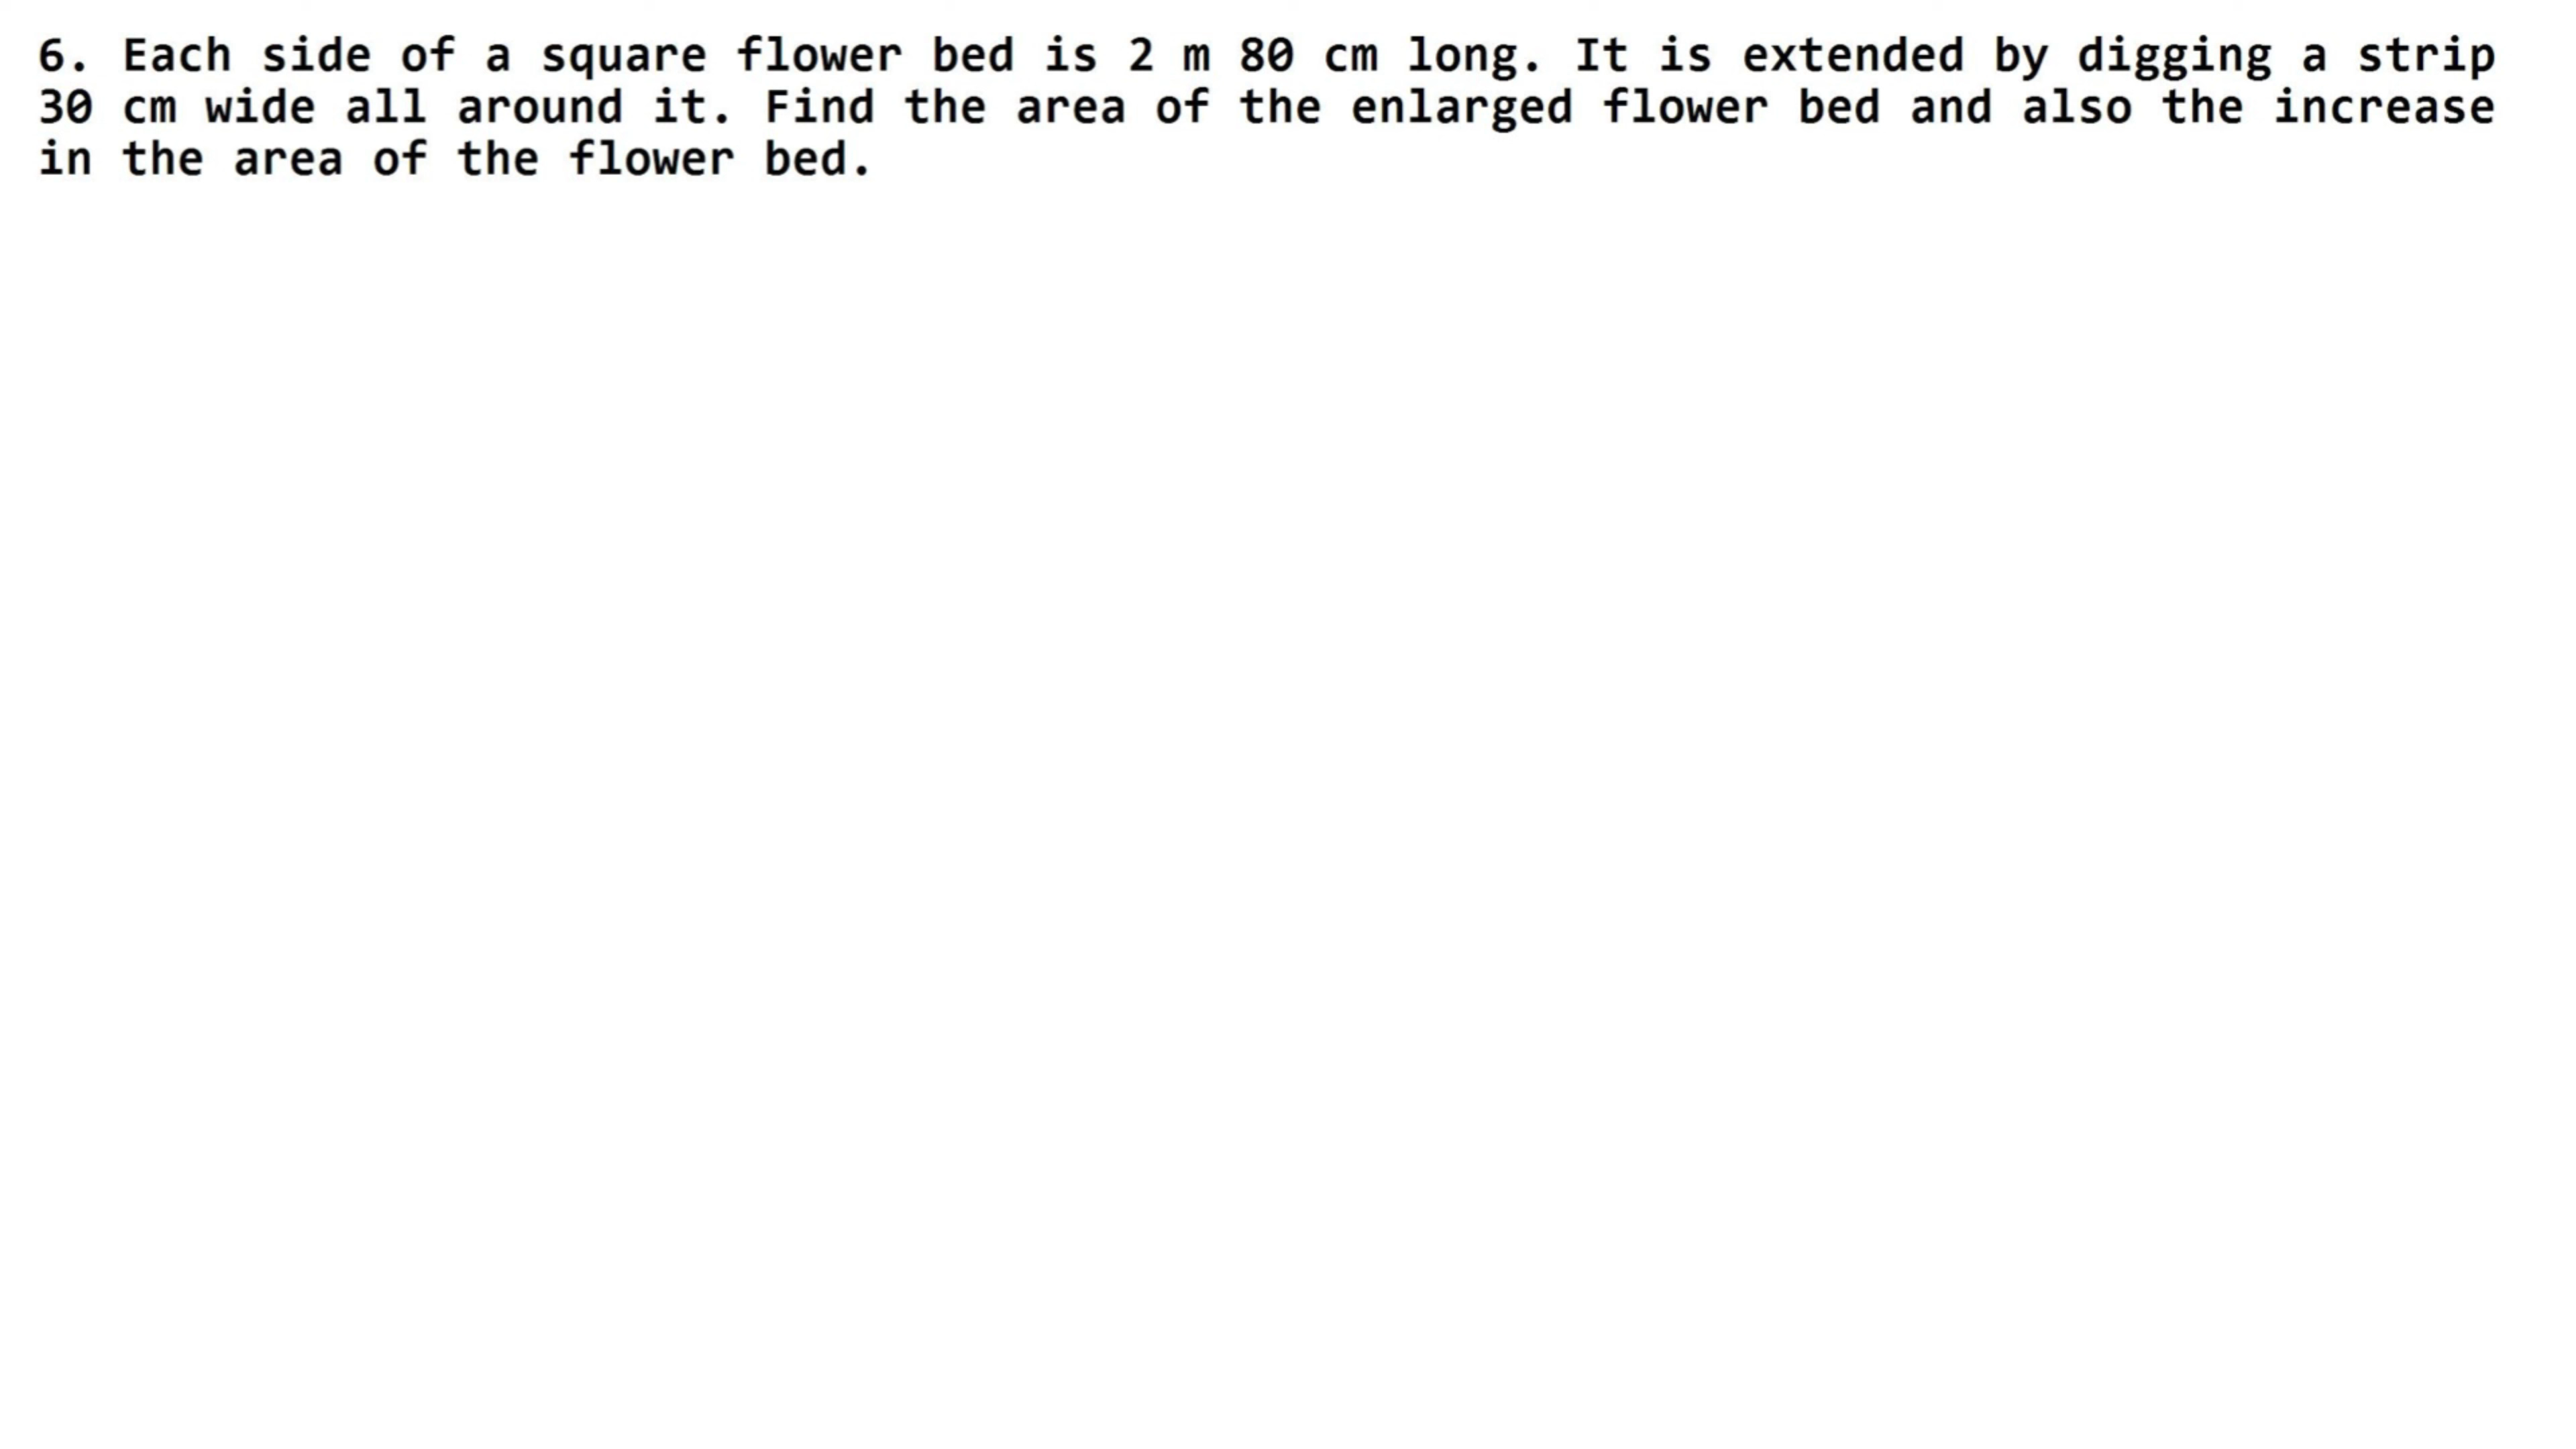 6. Each side of a square flower bed is 2 m 80 cm long. It is extended by digging a strip
30 cm wide all around it. Find the area of the enlarged flower bed and also the increase
in the area of the flower bed.